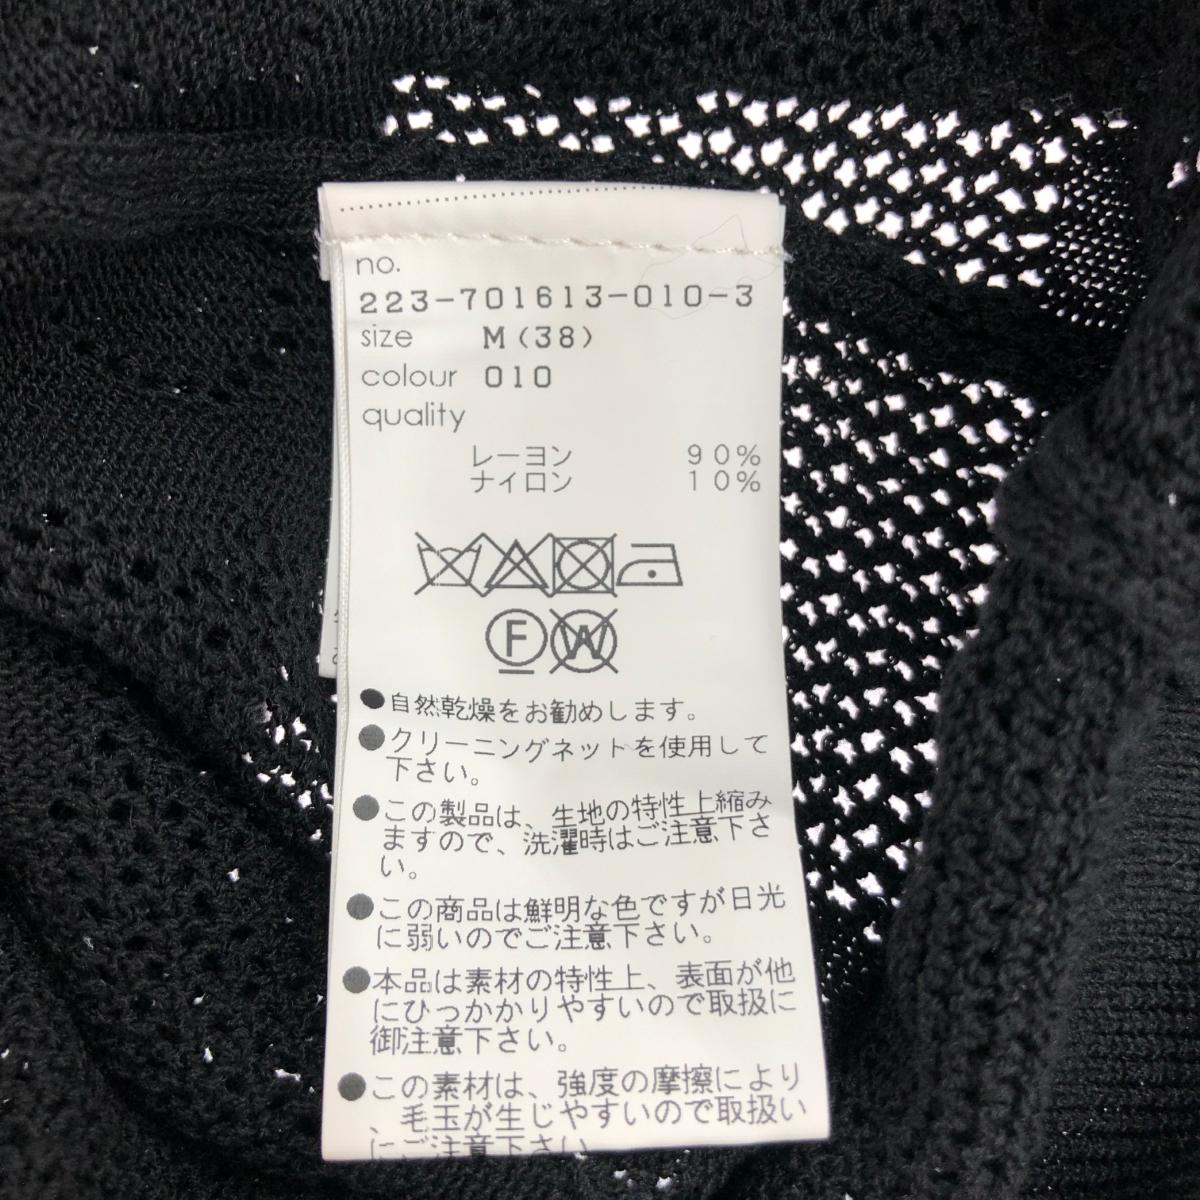 no.
223-701613-010-3
size M(38)
colour 010
quality
レーヨン 90%
ナイロン 10%
F W
●自然乾燥をお勧めします。
●クリーニングネットを使用して
下さい。
●この製品は、生地の特性上縮み
ますので、洗濯時はご注意下さ
い。
●この商品は鮮明な色ですが日光
に弱いのでご注意下さい。
●本品は素材の特性上、表面が他
にひっかかりやすいので取扱に
御注意下さい。
●この素材は、強度の摩擦により
、毛玉が生じやすいので取扱い
にご注意下さい。